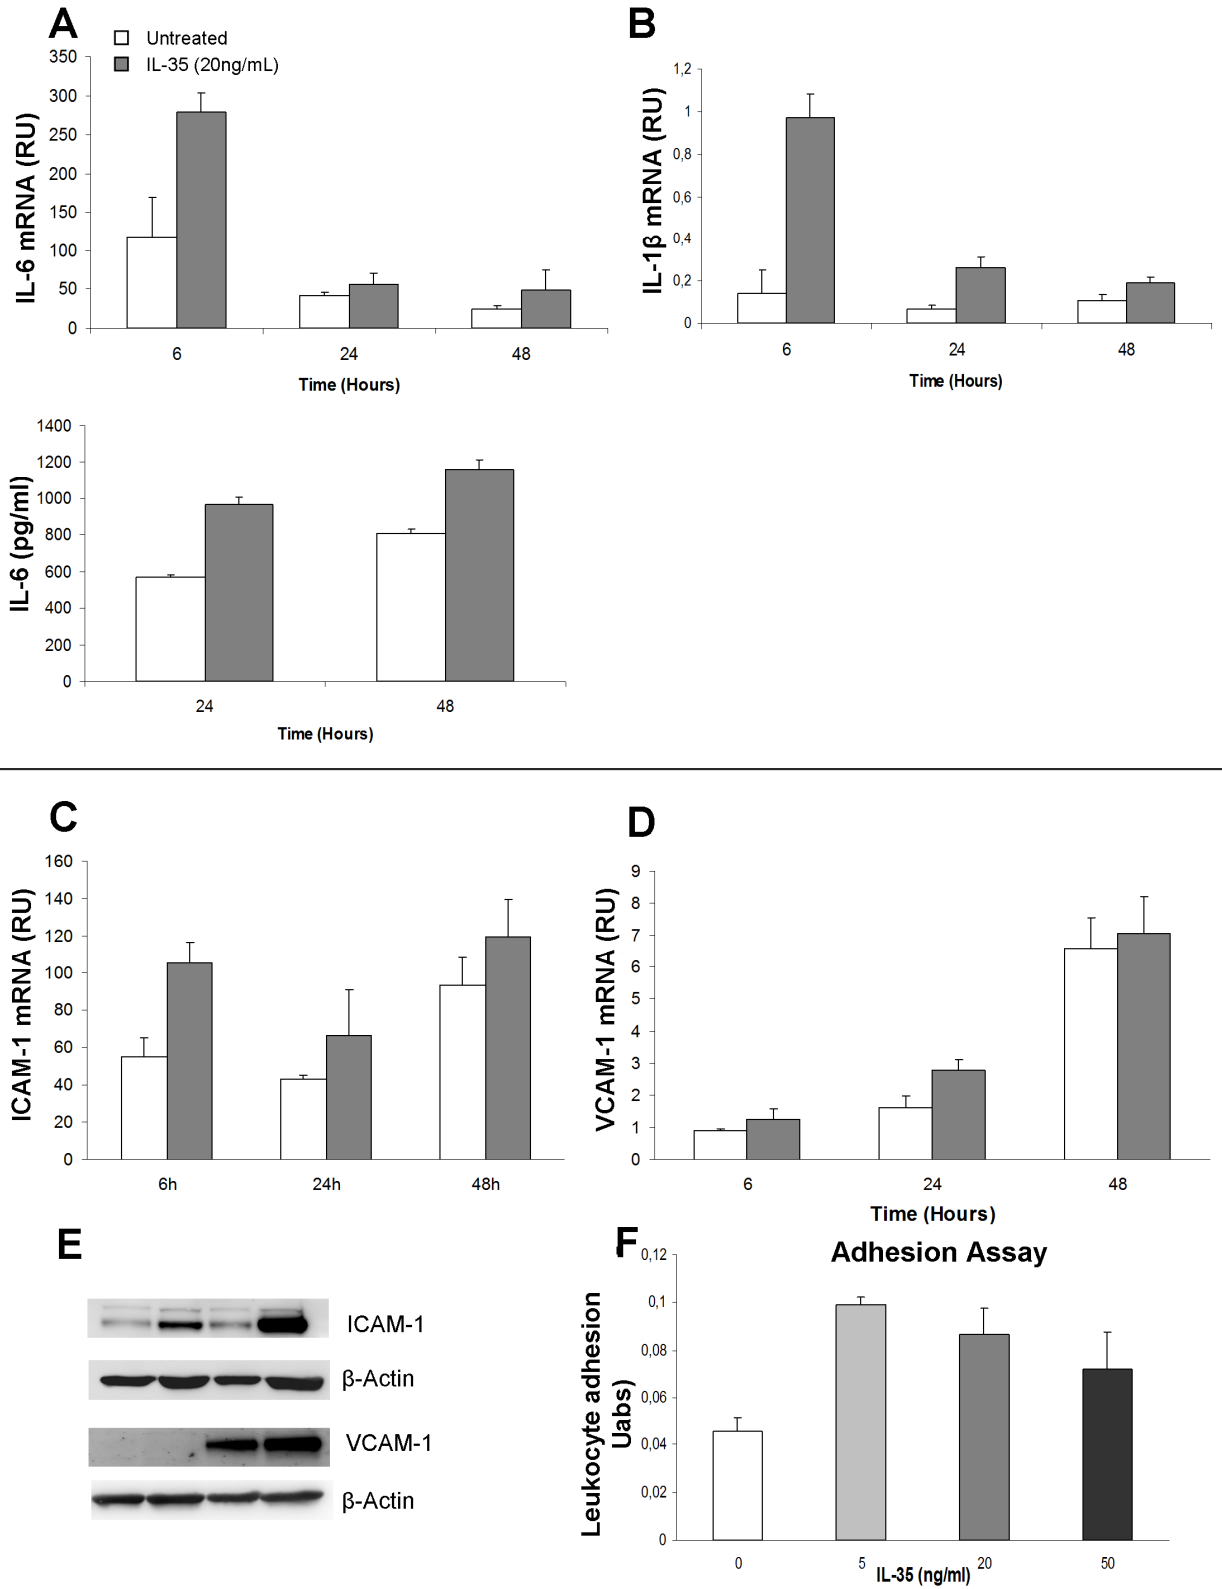 A
Untreated
IL-35 (20ng/mL)
IL-6 mRNA (RU)
350
300
250
200
150
100
50
0
6
24
48
Time (Hours)
B
IL-1β mRNA (RU)
1,2
1
0,8
0,6
0,4
0,2
0
6
24
48
Time (Hours)
IL-6 (pg/ml)
1400
1200
1000
800
600
400
200
0
24
48
Time (Hours)
C
ICAM-1 mRNA (RU)
160
140
120
100
80
60
40
20
0
6h
24h
48h
D
VCAM-1 mRNA (RU)
9
8
7
6
5
4
3
2
1
0
6
24
48
Time (Hours)
E
ICAM-1
β-Actin
VCAM-1
β-Actin
F
Adhesion Assay
Leukocyte adhesion
Uabs)
0,12
0,1
0,08
0,06
0,04
0,02
0
0
5
20
50
IL-35 (ng/ml)